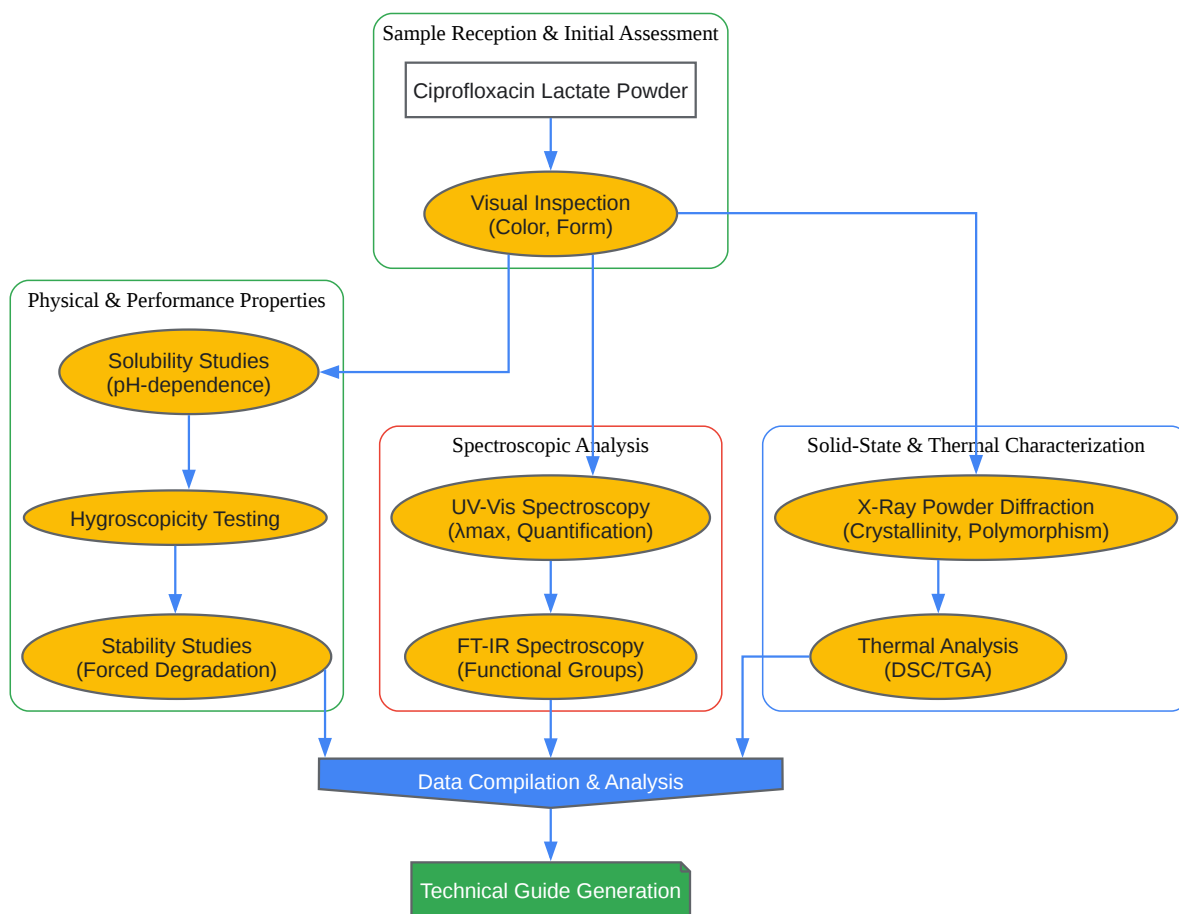 Sample Reception & Initial Assessment
Ciprofloxacin Lactate Powder
Visual Inspection
(Color, Form)
Physical & Performance Properties
Solubility Studies
(pH-dependence)
Hygroscopicity Testing
Stability Studies
(Forced Degradation)
Spectroscopic Analysis
UV-Vis Spectroscopy
(λmax, Quantification)
FT-IR Spectroscopy
(Functional Groups)
Solid-State & Thermal Characterization
X-Ray Powder Diffraction
(Crystallinity, Polymorphism)
Thermal Analysis
(DSC/TGA)
Data Compilation & Analysis
Technical Guide Generation